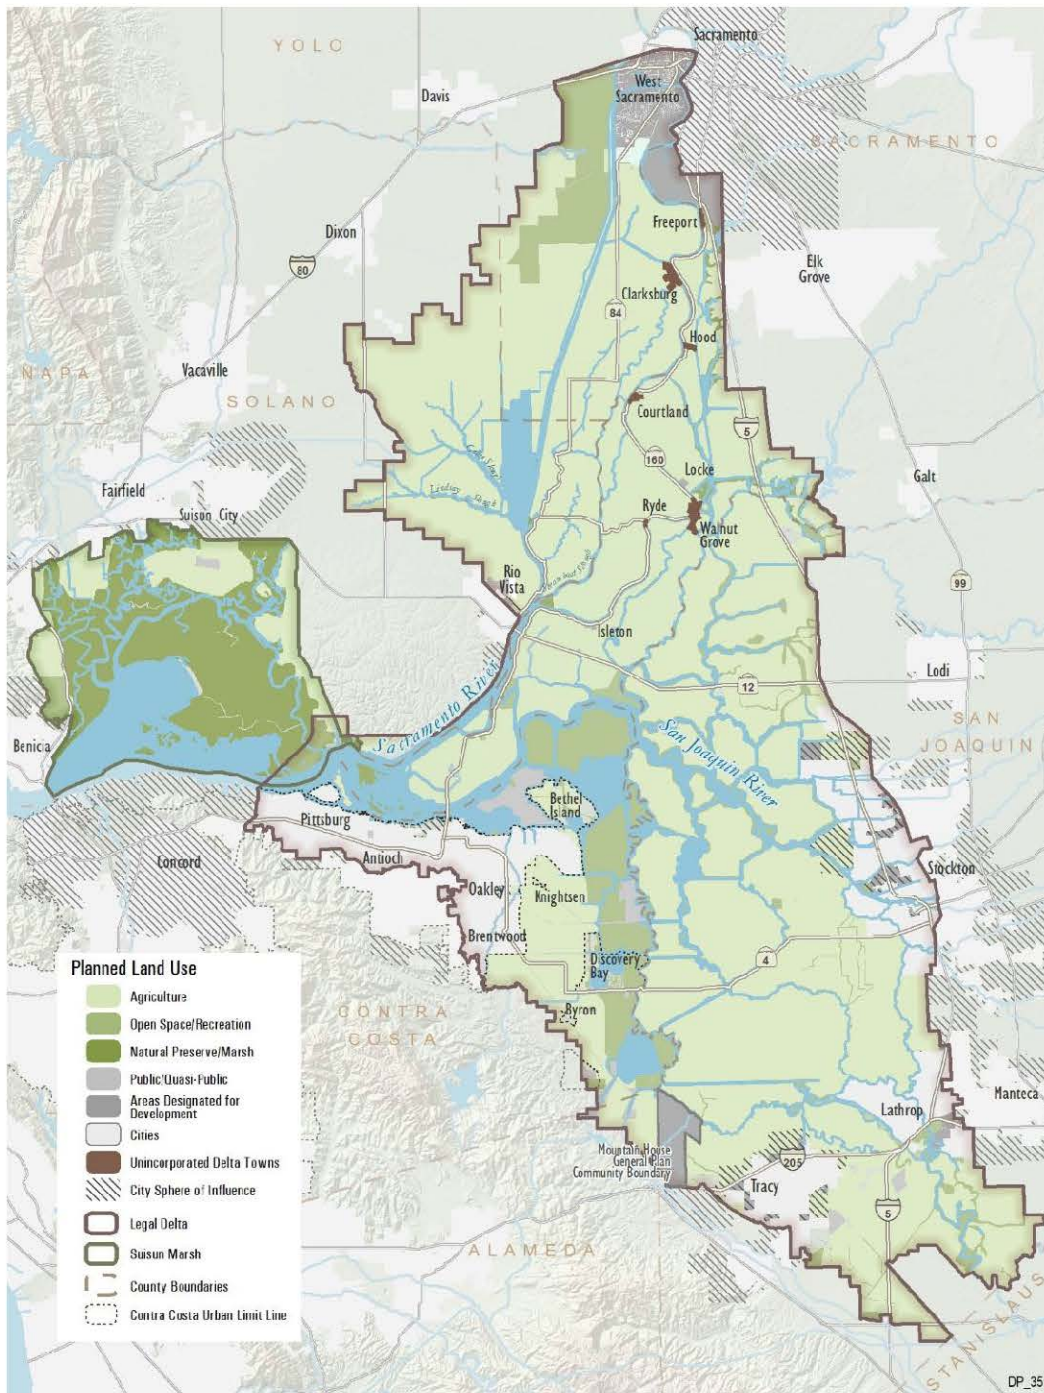 YOLO
Sacramento
Davis
West
Sacramento
SACRAMENTO
Freeport
Dixon
80
Elk
Grove
Clarksburg
84
Hood
Vacaville
NAPA
SOLANO
Courtland
5
160
Locke
Galt
Fairfield
Lindsay Slough
Suison City
Ryde
Walnut
Grove
Rio
Vista
99
Isleton
Lodi
12
Sacramento River
SAN
JOAQUIN
San Joaquin River
Benicia
Bethel
Island
Pittsburg
Antioch
Concord
Stockton
Oakley
Knightsen
Brentwood
Discovery
Bay
4
Byron
CONTRA
COSTA
Manteca
Lathrop
Mountain House
General Plan
Community Boundary
205
Tracy
5
ALAMEDA
STANISLAUS
Planned Land Use
Agriculture
Open Space/Recreation
Natural Preserve/Marsh
Public/Quasi-Public
Areas Designated for
Development
Cities
Unincorporated Delta Towns
City Sphere of Influence
Legal Delta
Suisun Marsh
County Boundaries
Contra Costa Urban Limit Line
DP_35